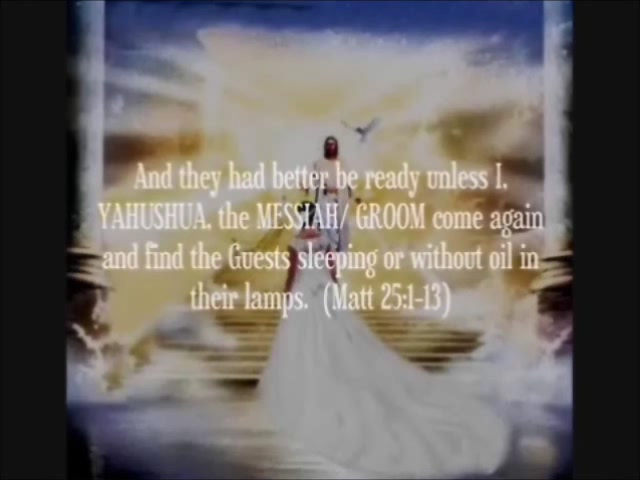 And they had better be ready unless I,
YAHUSHUA, the MESSIAH/ GROOM come again
and find the Guests sleeping or without oil in
their lamps. (Matt 25:1-13)